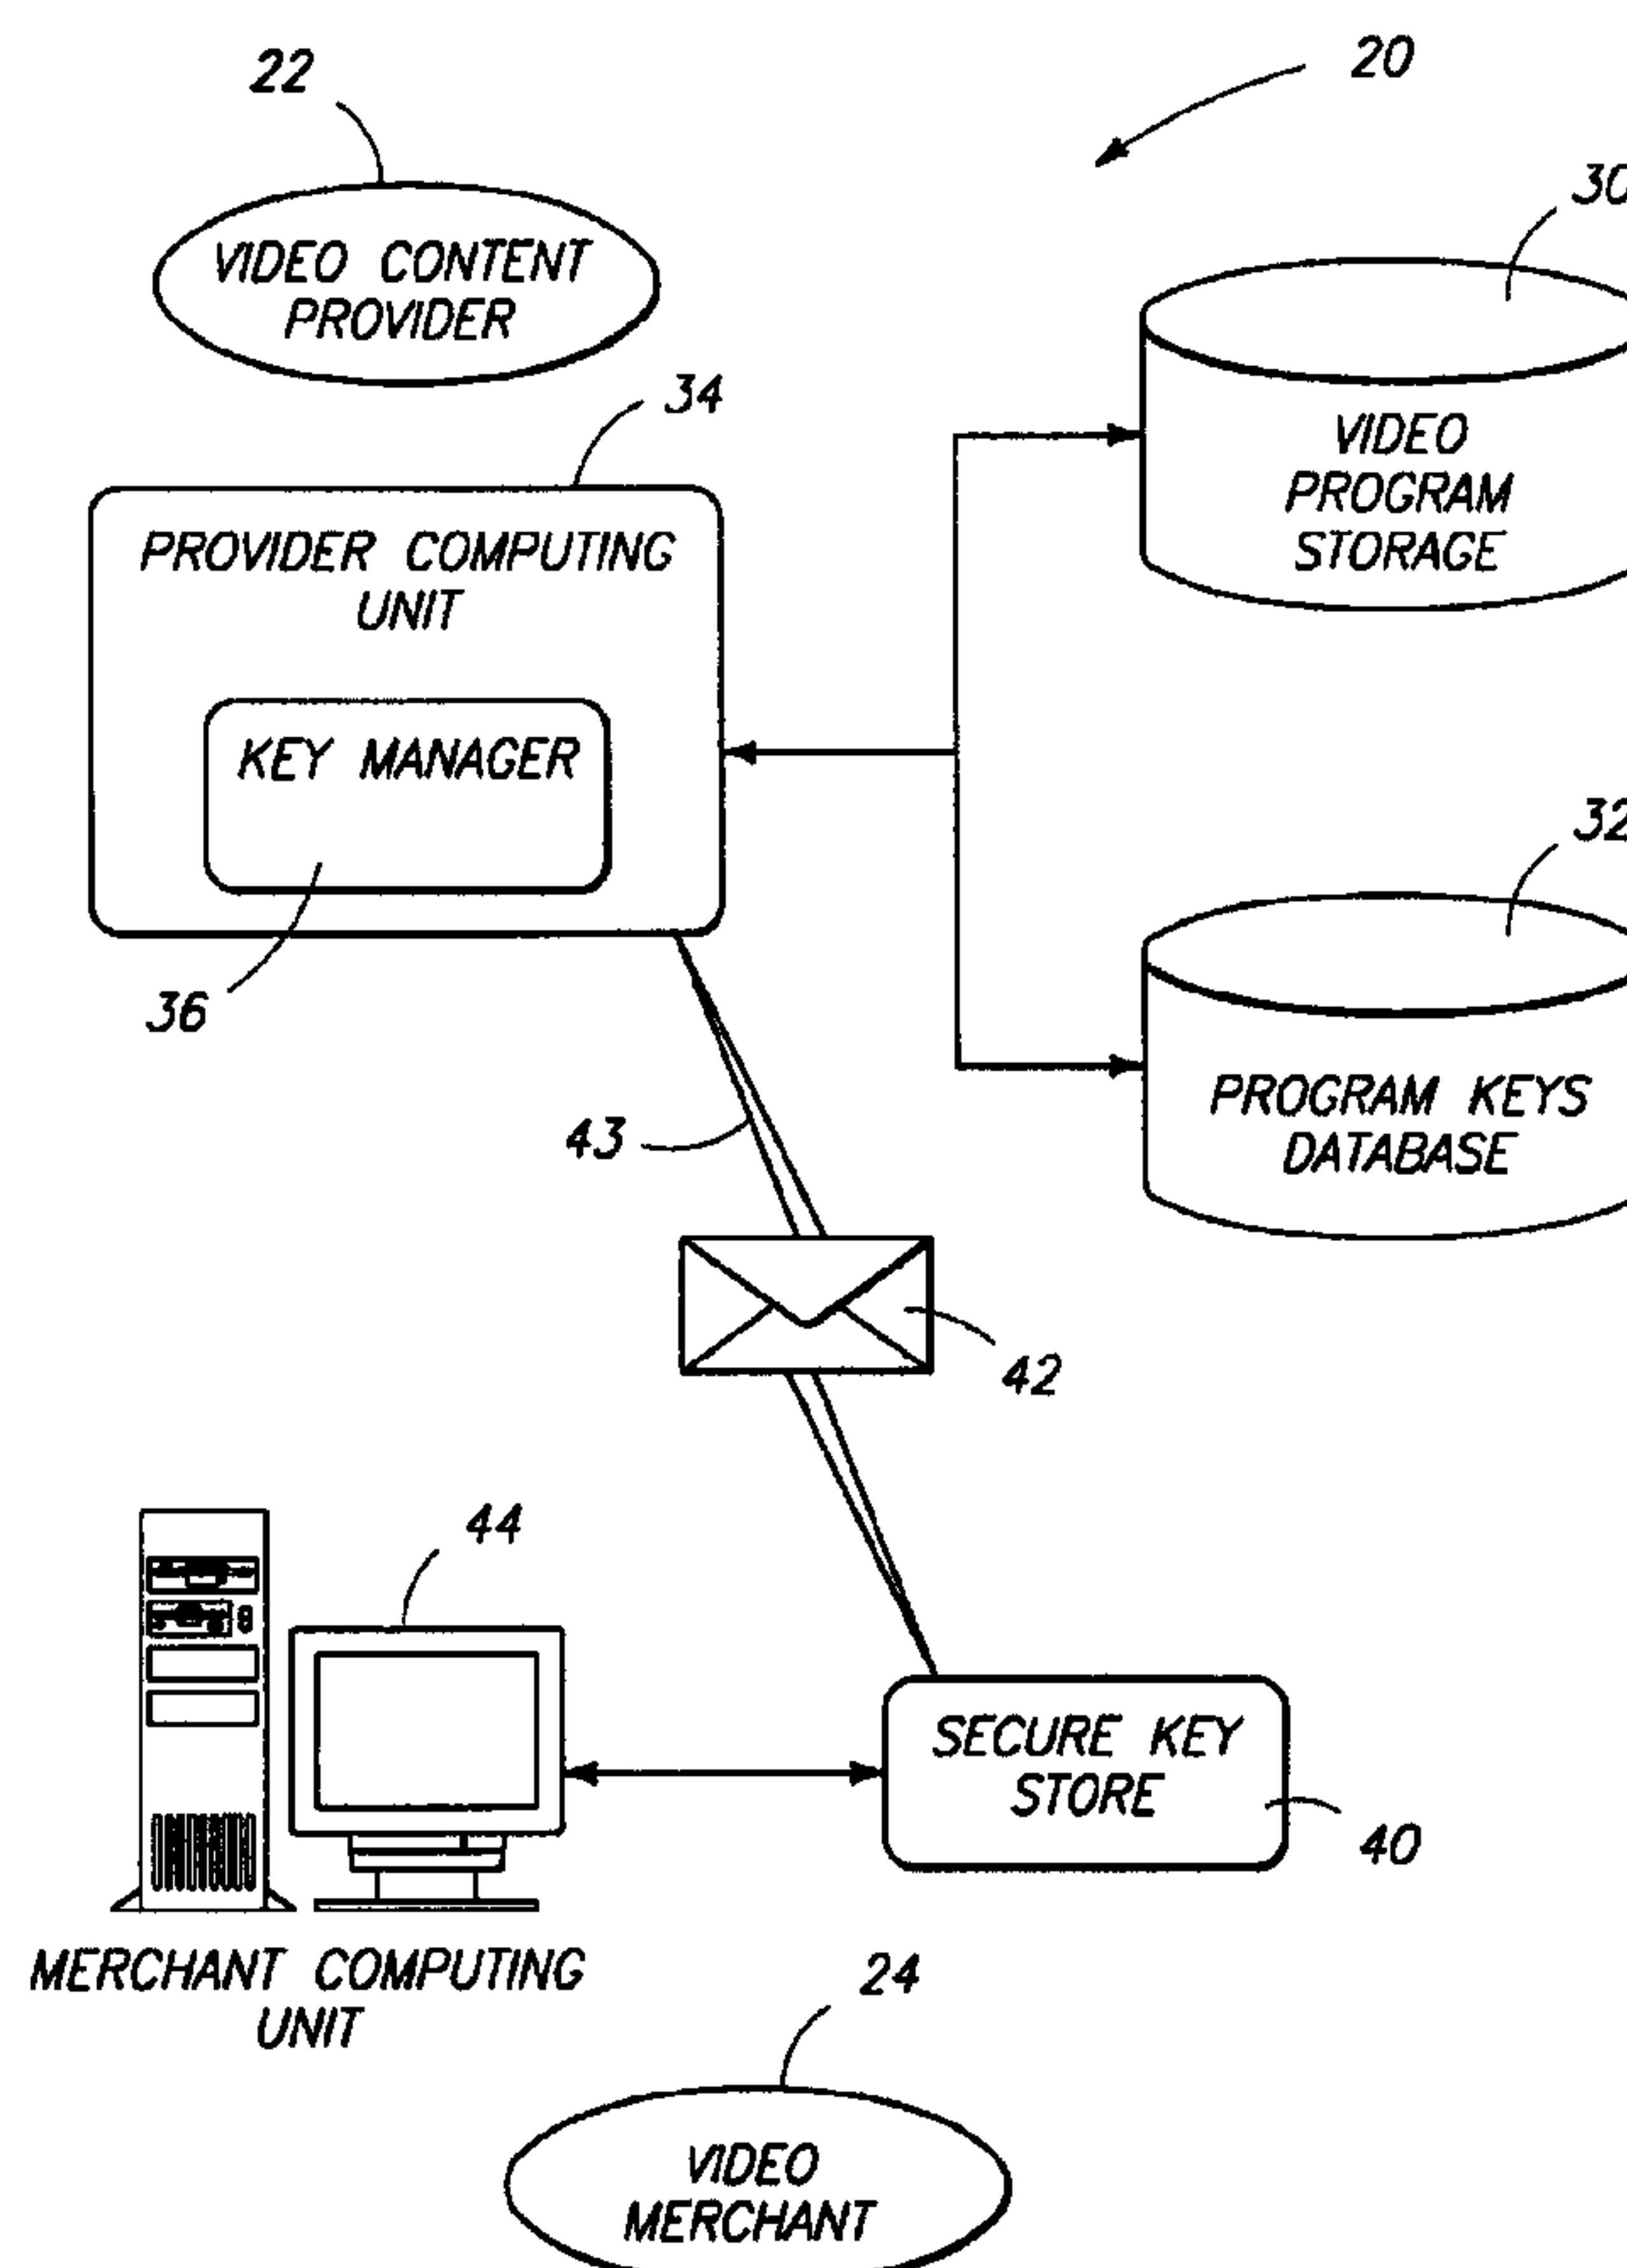 22
20
30
VIDEO CONTENT
PROVIDER
34
VIDEO
PROGRAM
STORAGE
PROVIDER COMPUTING
UNIT
KEY MANAGER
32
36
PROGRAM KEYS
DATABASE
43
42
44
SECURE KEY
STORE
40
MERCHANT COMPUTING
UNIT
24
VIDEO
MERCHANT